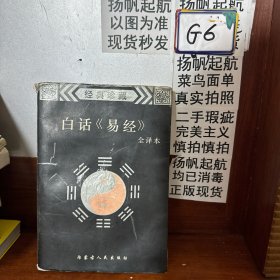 扬帆起航
以图为准
现货秒发
G6
扬帆起航
菜鸟面单
真实拍照
二手瑕疵
完美主义
慎拍慎拍
扬帆起航
均已消毒
正版现货
经典珍藏
白话《易经》
全译本
内蒙古人民出版社